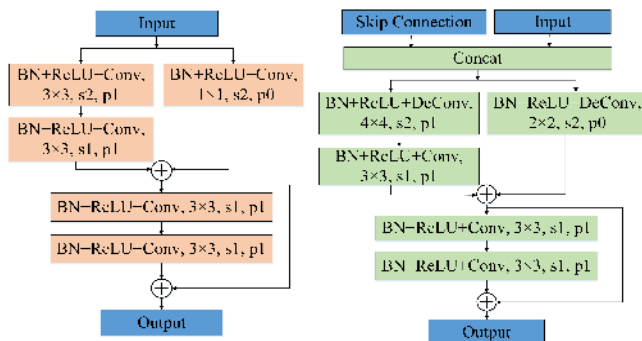 Input
BN+ReLU+Conv,
3×3, s2, p1
BN+ReLU+Conv,
1×1, s2, p0
BN+ReLU+Conv,
3×3, s1, p1
BN+ReLU+Conv, 3×3, s1, p1
BN+ReLU+Conv, 3×3, s1, p1
Output
Skip Connection
Input
Concat
BN+ReLU+DeConv,
4×4, s2, p1
BN+ReLU+DeConv,
2×2, s2, p0
BN+ReLU+Conv,
3×3, s1, p1
BN+ReLU+Conv, 3×3, s1, p1
BN+ReLU+Conv, 3×3, s1, p1
Output